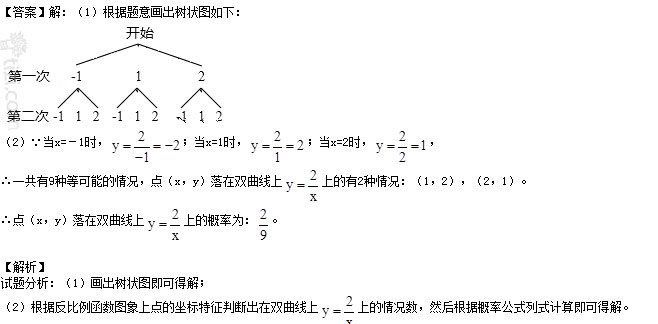 【答案】解：（1）根据题意画出树状图如下：
开始
第一次 -1 1 2
第二次 -1 1 2 -1 1 2 -1 1 2
（2）∵当x=－1时，y=2/-1=-2；当x=1时，y=2/1=2；当x=2时，y=2/2=1，
∴一共有9种等可能的情况，点（x，y）落在双曲线上y=2/x上的有2种情况：（1，2），（2，1）。
∴点（x，y）落在双曲线上y=2/x上的概率为：2/9。
【解析】
试题分析：（1）画出树状图即可得解；
（2）根据反比例函数图象上点的坐标特征判断出在双曲线上y=2/x上的情况数，然后根据概率公式列式计算即可得解。